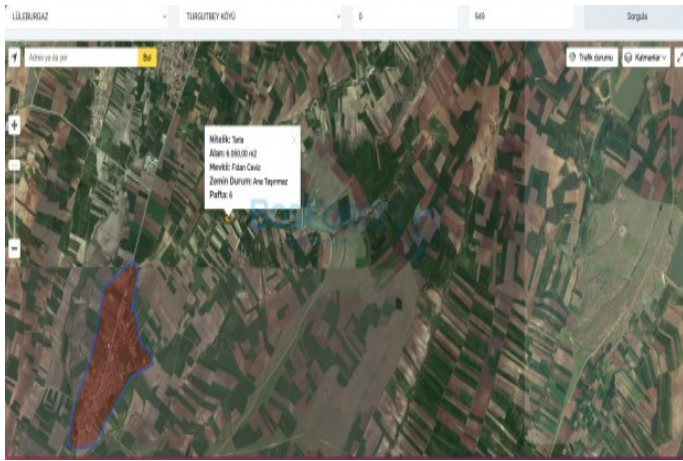 LÜLEBURGAZ
TURGUTBEY KÖYÜ
0
949
Sorgula
Adres ya da yer
Bul
Trafik durumu
Katmanlar
Nitelik: Tarla
Alan: 6.050,00 m2
Mevkii: Fidan Ceviz
Zemin Durum: Ana Taşınmaz
Pafta: 6